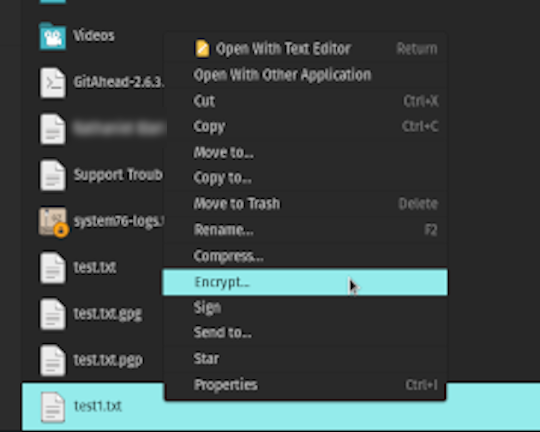 Videos
GitAhead-2.6.3.
Support Troub
system76-logs.
test.txt
test.txt.gpg
test.txt.pgp
test1.txt
Open With Text Editor Return
Open With Other Application
Cut Ctrl+X
Copy Ctrl+C
Move to...
Copy to...
Move to Trash Delete
Rename... F2
Compress...
Encrypt...
Sign
Send to...
Star
Properties Ctrl+I